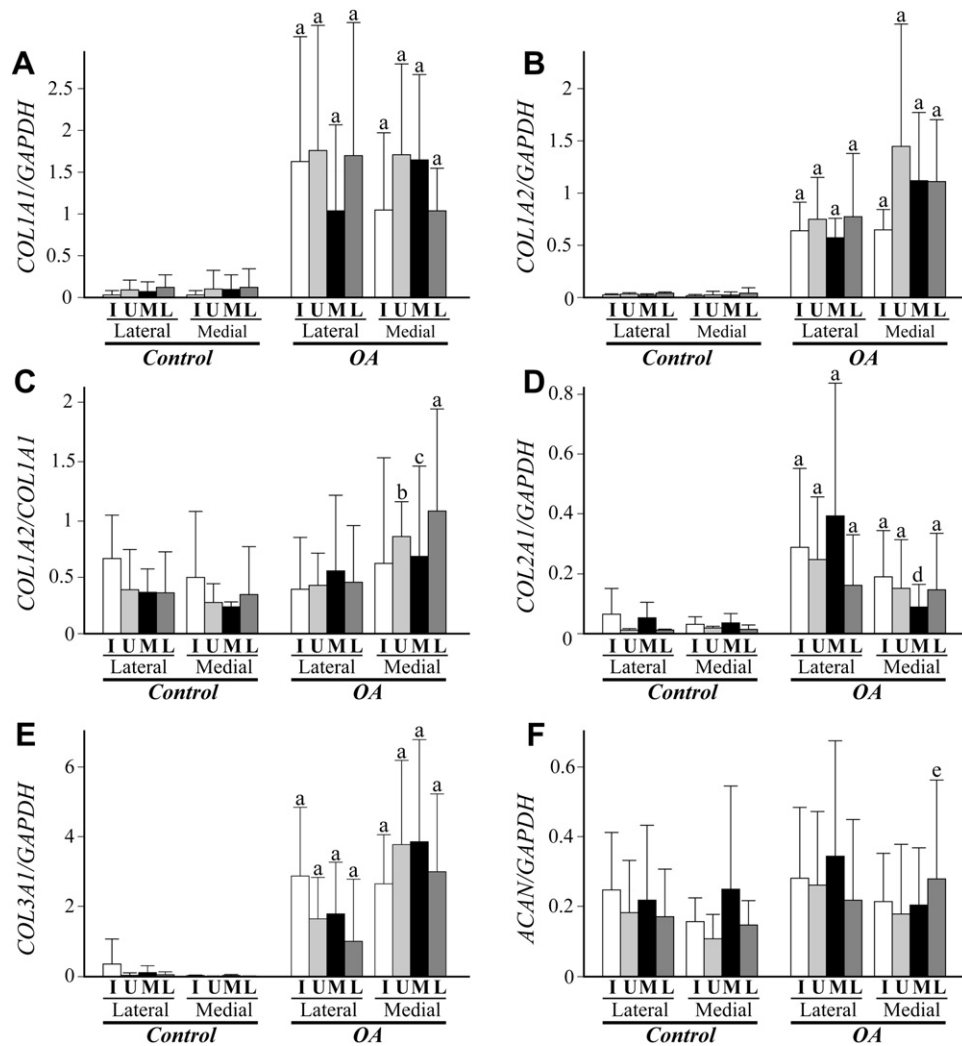 A
COL1A1/GAPDH
2.5
2
1.5
1
0.5
0
a a a a a a a a
I U M L I U M L I U M L I U M L
Lateral Medial Lateral Medial
Control OA
B
COL1A2/GAPDH
2
1.5
1
0.5
0
a a a a a a a a
I U M L I U M L I U M L I U M L
Lateral Medial Lateral Medial
Control OA
C
COL1A2/COL1A1
2
1.5
1
0.5
0
b c a
I U M L I U M L I U M L I U M L
Lateral Medial Lateral Medial
Control OA
D
COL2A1/GAPDH
0.8
0.6
0.4
0.2
0
a a a a a a d a
I U M L I U M L I U M L I U M L
Lateral Medial Lateral Medial
Control OA
E
COL3A1/GAPDH
6
4
2
0
a a a a a a a a
I U M L I U M L I U M L I U M L
Lateral Medial Lateral Medial
Control OA
F
ACAN/GAPDH
0.6
0.4
0.2
0
e
I U M L I U M L I U M L I U M L
Lateral Medial Lateral Medial
Control OA